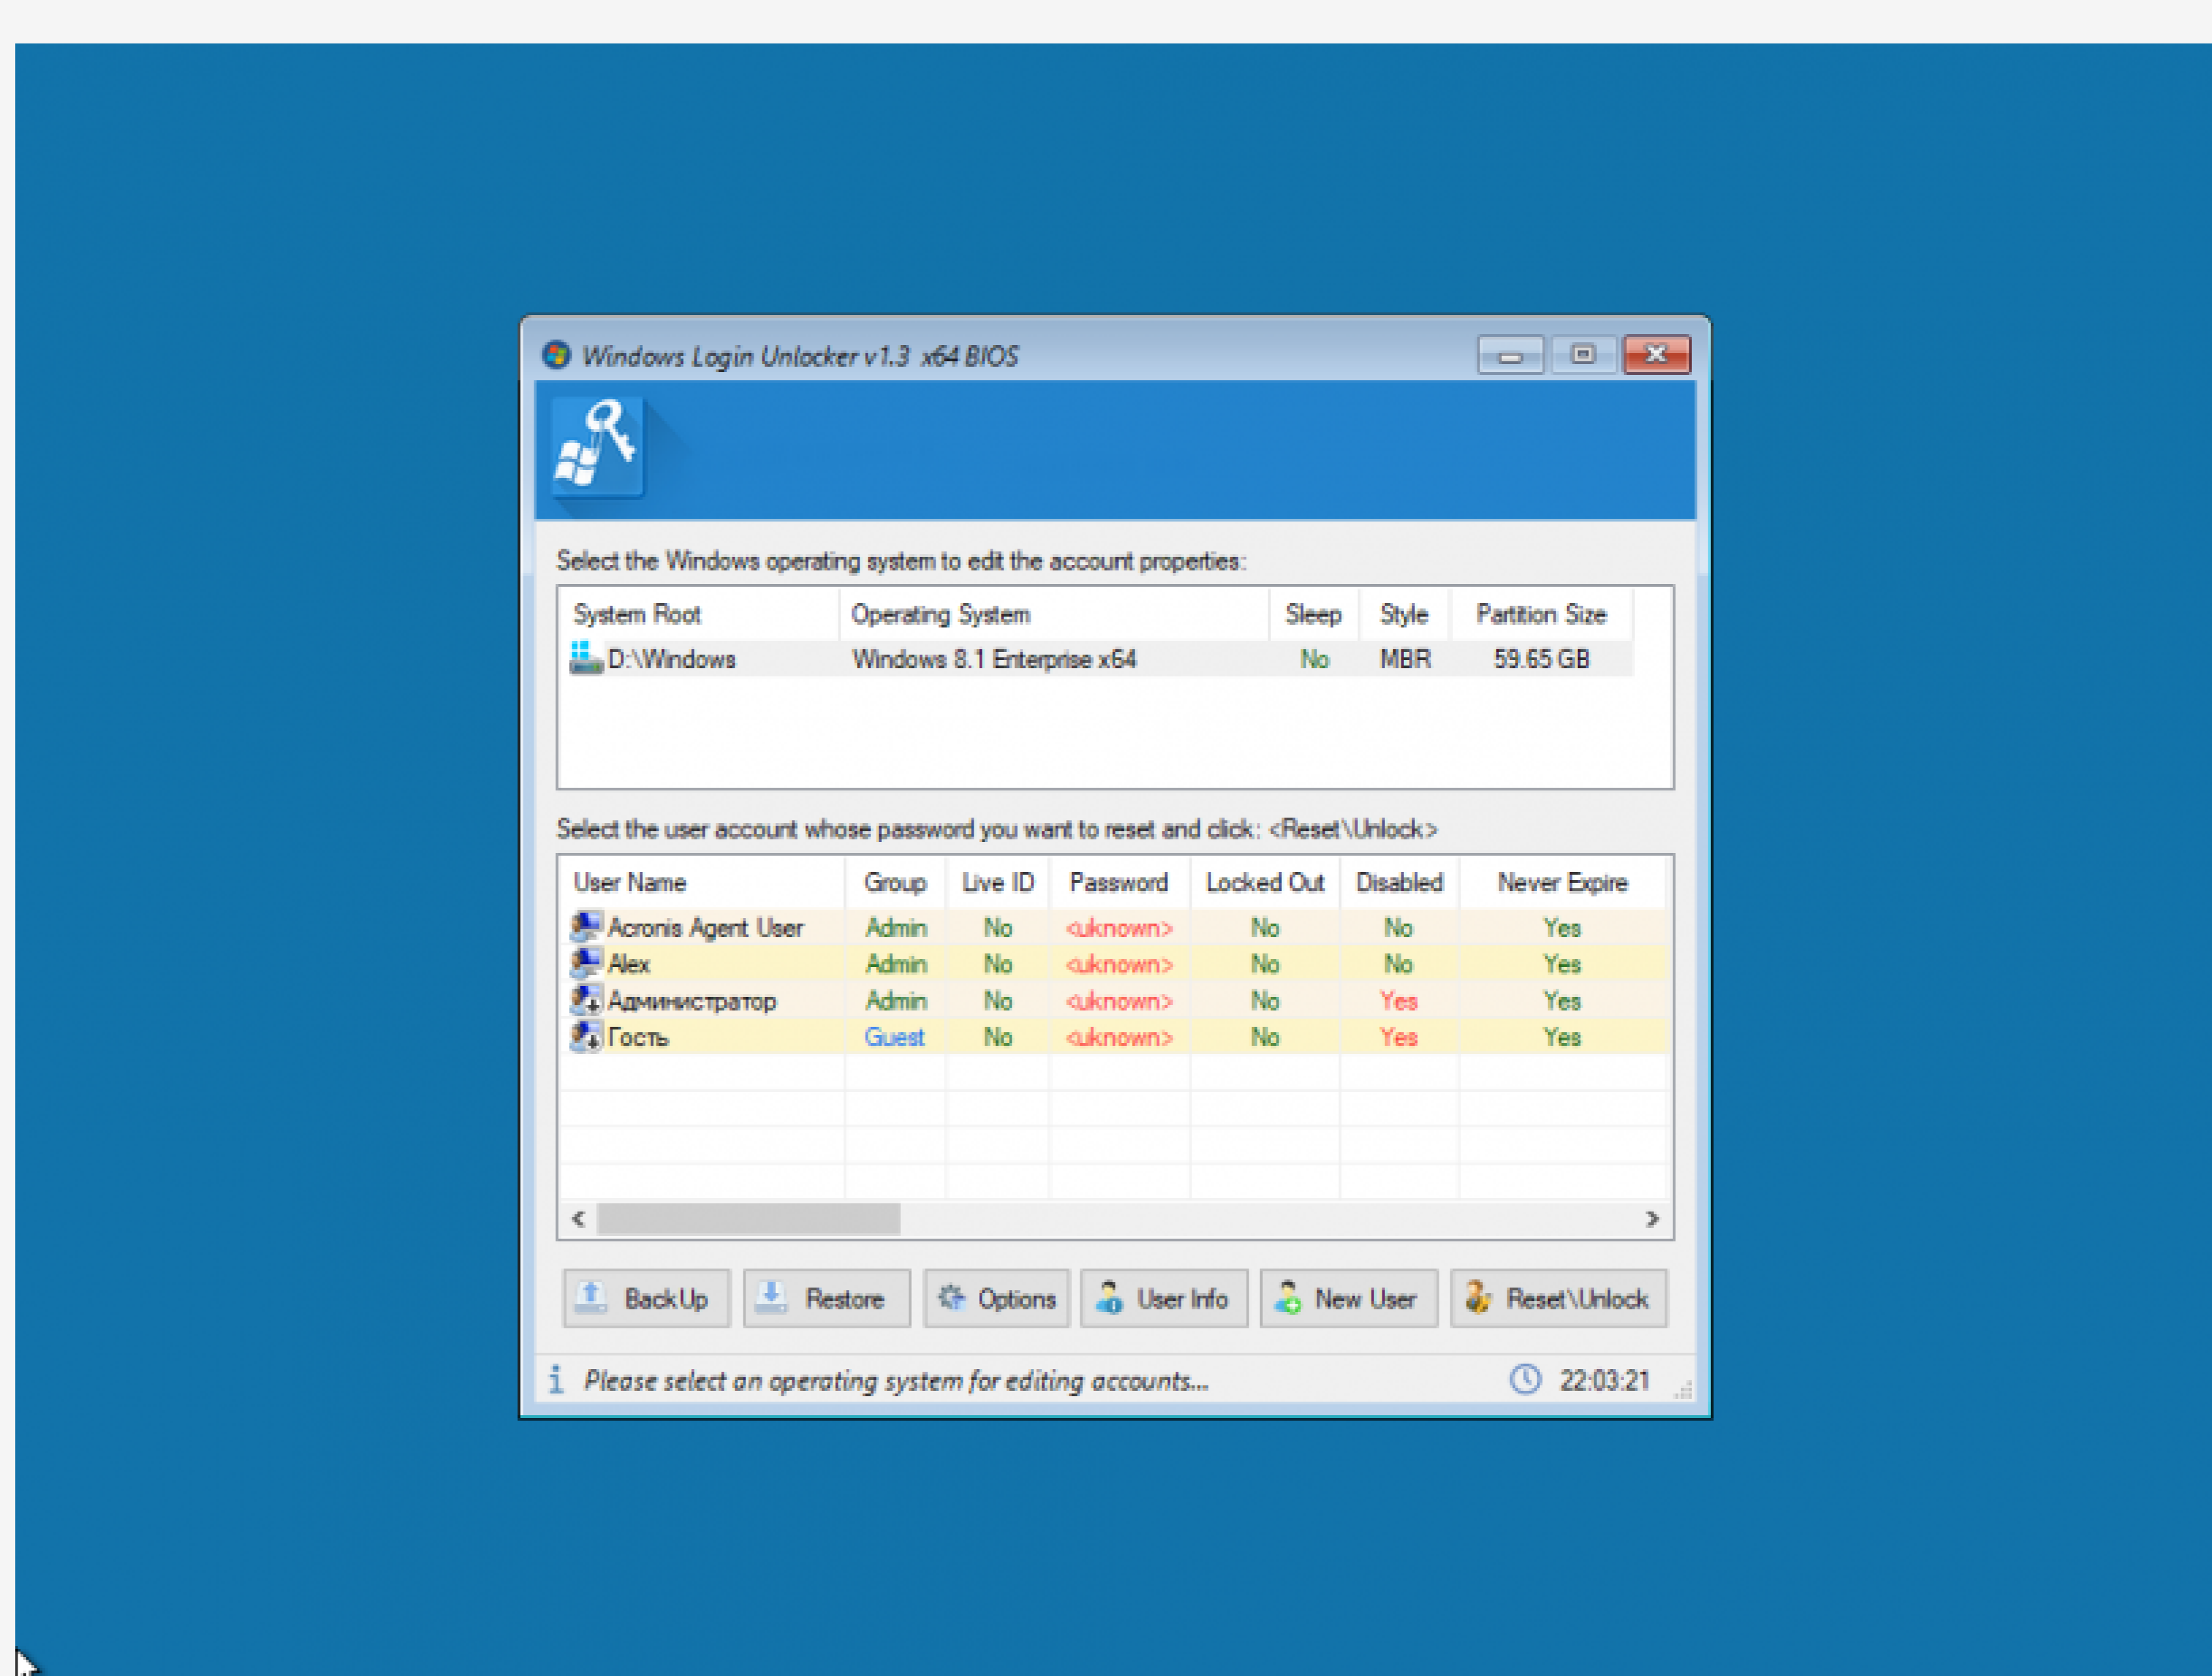 Windows Login Unlocker v1.3 x64 BIOS
Select the Windows operating system to edit the account properties:
System Root Operating System Sleep Style Partition Size
D:\Windows Windows 8.1 Enterprise x64 No MBR 59.65 GB
Select the user account whose password you want to reset and click: <Reset\Unlock>
User Name Group Live ID Password Locked Out Disabled Never Expire
Acronis Agent User Admin No <uknown> No No Yes
Alex Admin No <uknown> No No Yes
Администратор Admin No <uknown> No Yes Yes
Гость Guest No <uknown> No Yes Yes
BackUp Restore Options User Info New User Reset\Unlock
Please select an operating system for editing accounts... 22:03:21